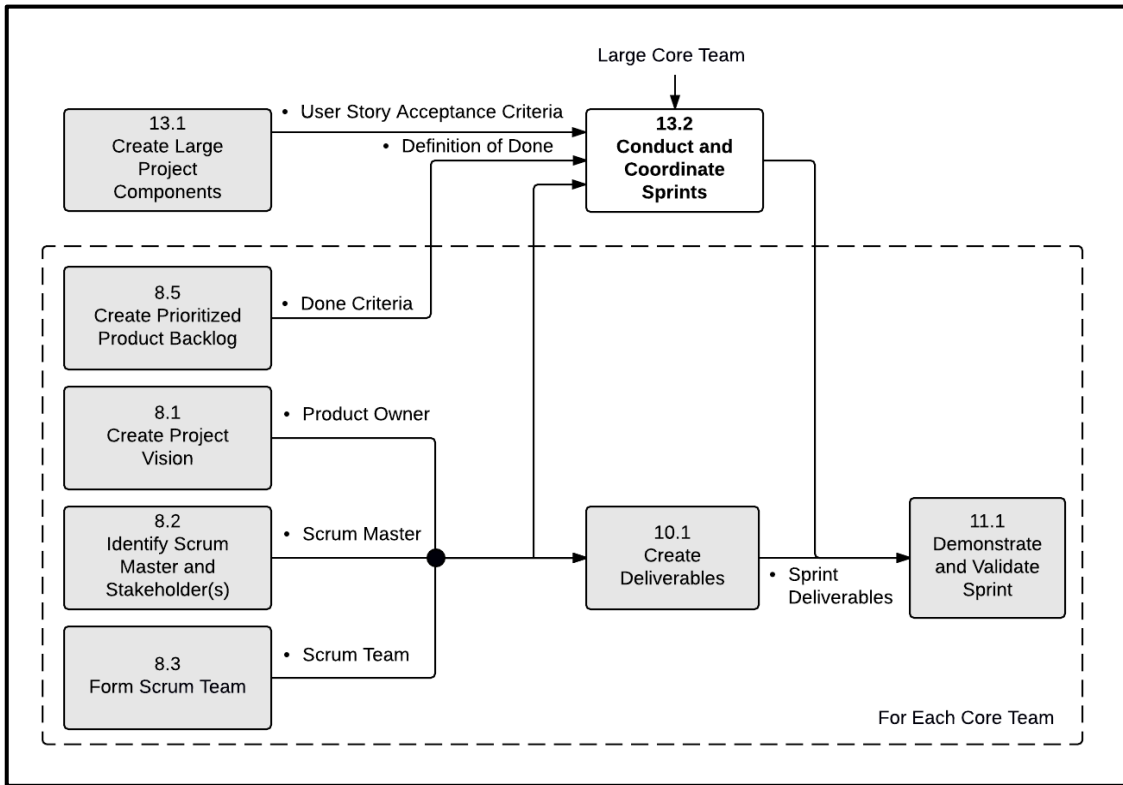 Large Core Team
13.1
Create Large
Project
Components
• User Story Acceptance Criteria
• Definition of Done
13.2
Conduct and
Coordinate
Sprints
8.5
Create Prioritized
Product Backlog
• Done Criteria
8.1
Create Project
Vision
• Product Owner
8.2
Identify Scrum
Master and
Stakeholder(s)
• Scrum Master
10.1
Create
Deliverables
• Sprint
Deliverables
11.1
Demonstrate
and Validate
Sprint
8.3
Form Scrum Team
• Scrum Team
For Each Core Team